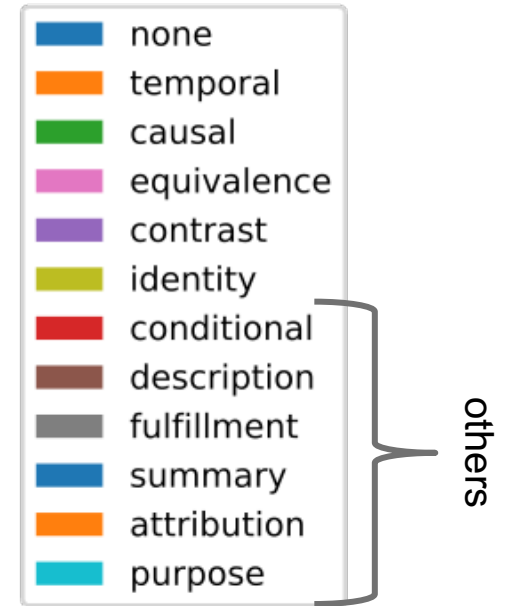 none
temporal
causal
equivalence
contrast
identity
conditional
description
fulfillment
summary
attribution
purpose
others